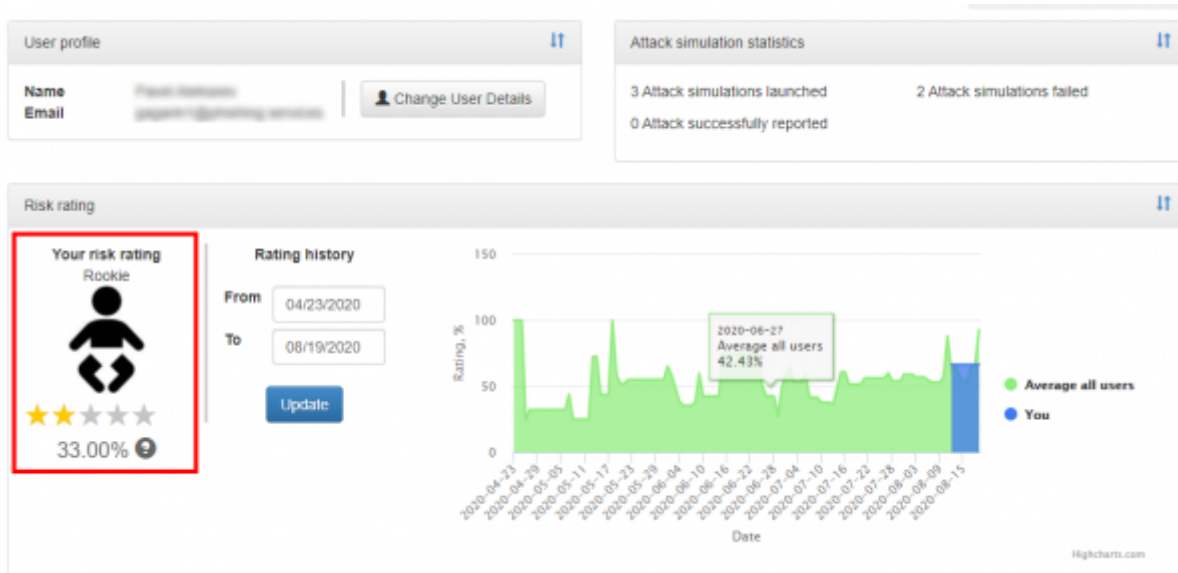 User profile
Name
Email
Change User Details
Attack simulation statistics
3 Attack simulations launched
2 Attack simulations failed
0 Attack successfully reported
Risk rating
Your risk rating
Rookie
33.00% ?
Rating history
From 04/23/2020
To 08/19/2020
Update
150
100
50
0
Rating, %
2020-06-27
Average all users
42.43%
2020-04-23
2020-04-29
2020-05-05
2020-05-11
2020-05-17
2020-05-23
2020-05-29
2020-06-04
2020-06-10
2020-06-16
2020-06-22
2020-06-28
2020-07-04
2020-07-10
2020-07-16
2020-07-22
2020-07-28
2020-08-03
2020-08-09
2020-08-15
Date
Average all users
You
Highcharts.com